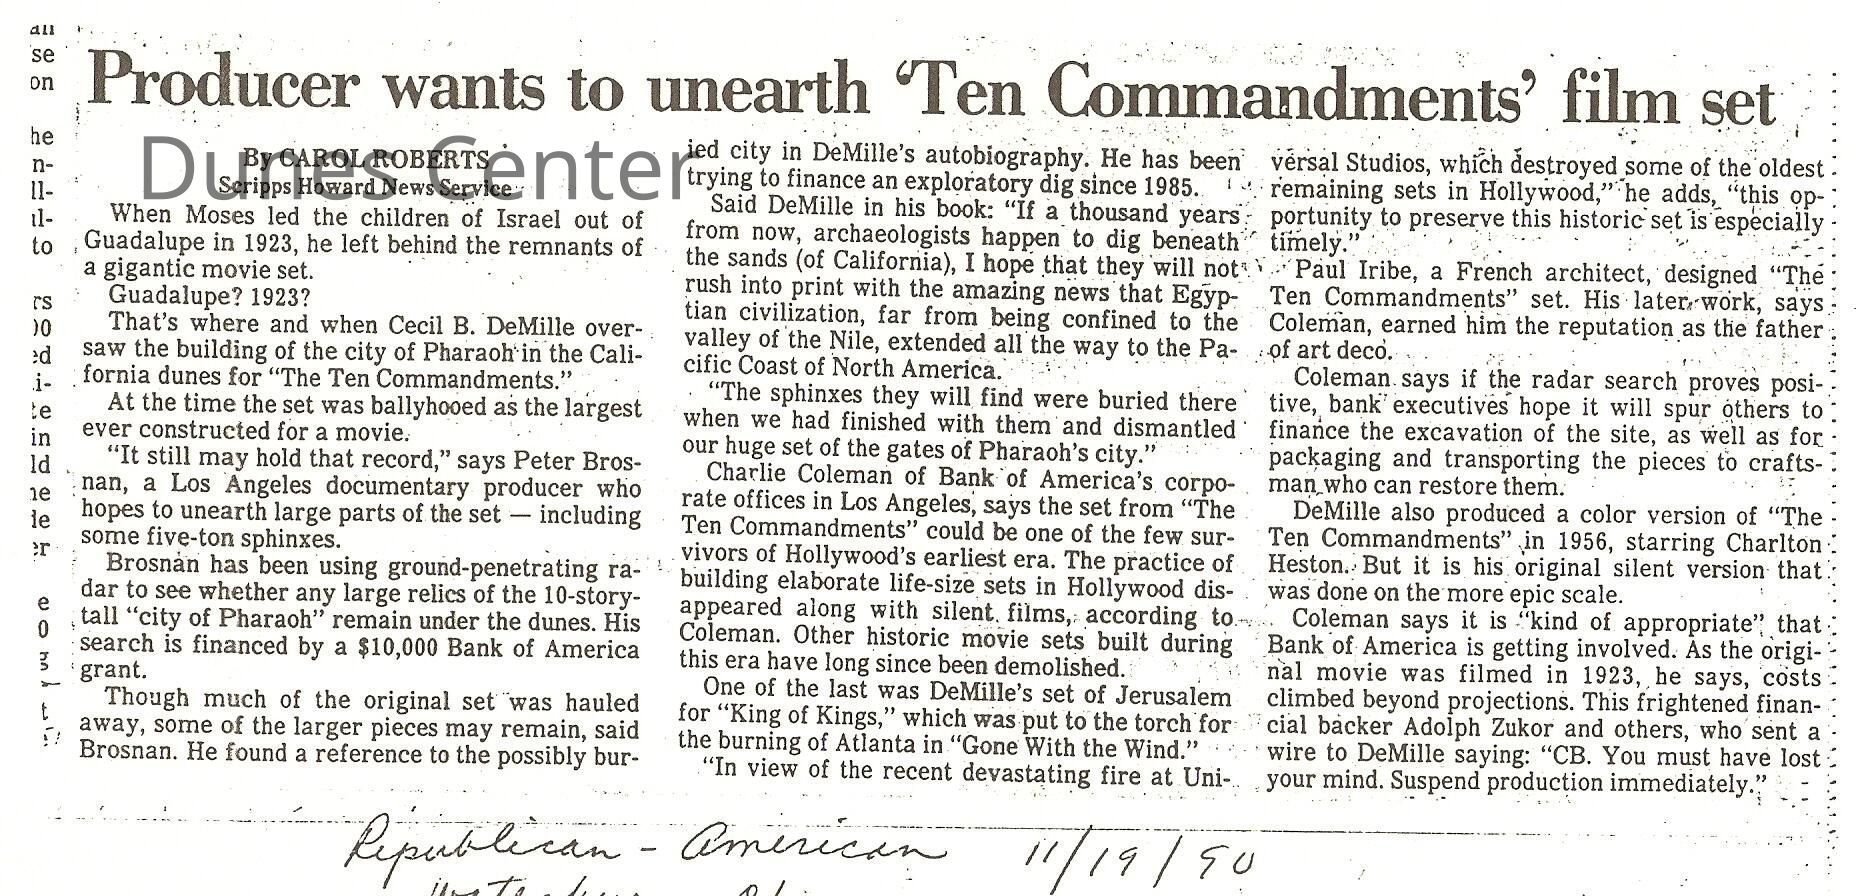 Producer wants to unearth ‘Ten Commandments’ film set
Dunes Center
By CAROL ROBERTS
Scripps Howard News Service
When Moses led the children of Israel out of
Guadalupe in 1923, he left behind the remnants of
a gigantic movie set.
Guadalupe? 1923?
That’s where and when Cecil B. DeMille over-
saw the building of the city of Pharaoh in the Cali-
fornia dunes for “The Ten Commandments.”
At the time the set was ballyhooed as the largest
ever constructed for a movie.
“It still may hold that record,” says Peter Bros-
nan, a Los Angeles documentary producer who
hopes to unearth large parts of the set — including
some five-ton sphinxes.
Brosnan has been using ground-penetrating ra-
dar to see whether any large relics of the 10-story-
tall “city of Pharaoh” remain under the dunes. His
search is financed by a $10,000 Bank of America
grant.
Though much of the original set was hauled
away, some of the larger pieces may remain, said
Brosnan. He found a reference to the possibly bur-
ied city in DeMille’s autobiography. He has been
trying to finance an exploratory dig since 1985.
Said DeMille in his book: “If a thousand years
from now, archaeologists happen to dig beneath
the sands (of California), I hope that they will not
rush into print with the amazing news that Egyp-
tian civilization, far from being confined to the
valley of the Nile, extended all the way to the Pa-
cific Coast of North America.
“The sphinxes they will find were buried there
when we had finished with them and dismantled
our huge set of the gates of Pharaoh’s city.”
Charlie Coleman of Bank of America’s corpo-
rate offices in Los Angeles, says the set from “The
Ten Commandments” could be one of the few sur-
vivors of Hollywood’s earliest era. The practice of
building elaborate life-size sets in Hollywood dis-
appeared along with silent films, according to
Coleman. Other historic movie sets built during
this era have long since been demolished.
One of the last was DeMille’s set of Jerusalem
for “King of Kings,” which was put to the torch for
the burning of Atlanta in “Gone With the Wind.”
“In view of the recent devastating fire at Uni-
versal Studios, which destroyed some of the oldest
remaining sets in Hollywood,” he adds, “this op-
portunity to preserve this historic set is especially
timely.”
Paul Iribe, a French architect, designed “The
Ten Commandments” set. His later work, says
Coleman, earned him the reputation as the father
of art deco.
Coleman says if the radar search proves posi-
tive, bank executives hope it will spur others to
finance the excavation of the site, as well as for
packaging and transporting the pieces to crafts-
man who can restore them.
DeMille also produced a color version of “The
Ten Commandments” in 1956, starring Charlton
Heston. But it is his original silent version that
was done on the more epic scale.
Coleman says it is “kind of appropriate” that
Bank of America is getting involved. As the origi-
nal movie was filmed in 1923, he says, costs
climbed beyond projections. This frightened finan-
cial backer Adolph Zukor and others, who sent a
wire to DeMille saying: “CB. You must have lost
your mind. Suspend production immediately.”
Republican - American 11/19/90